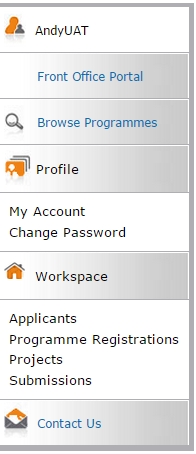 AndyUAT
Front Office Portal
Browse Programmes
Profile
My Account
Change Password
Workspace
Applicants
Programme Registrations
Projects
Submissions
Contact Us